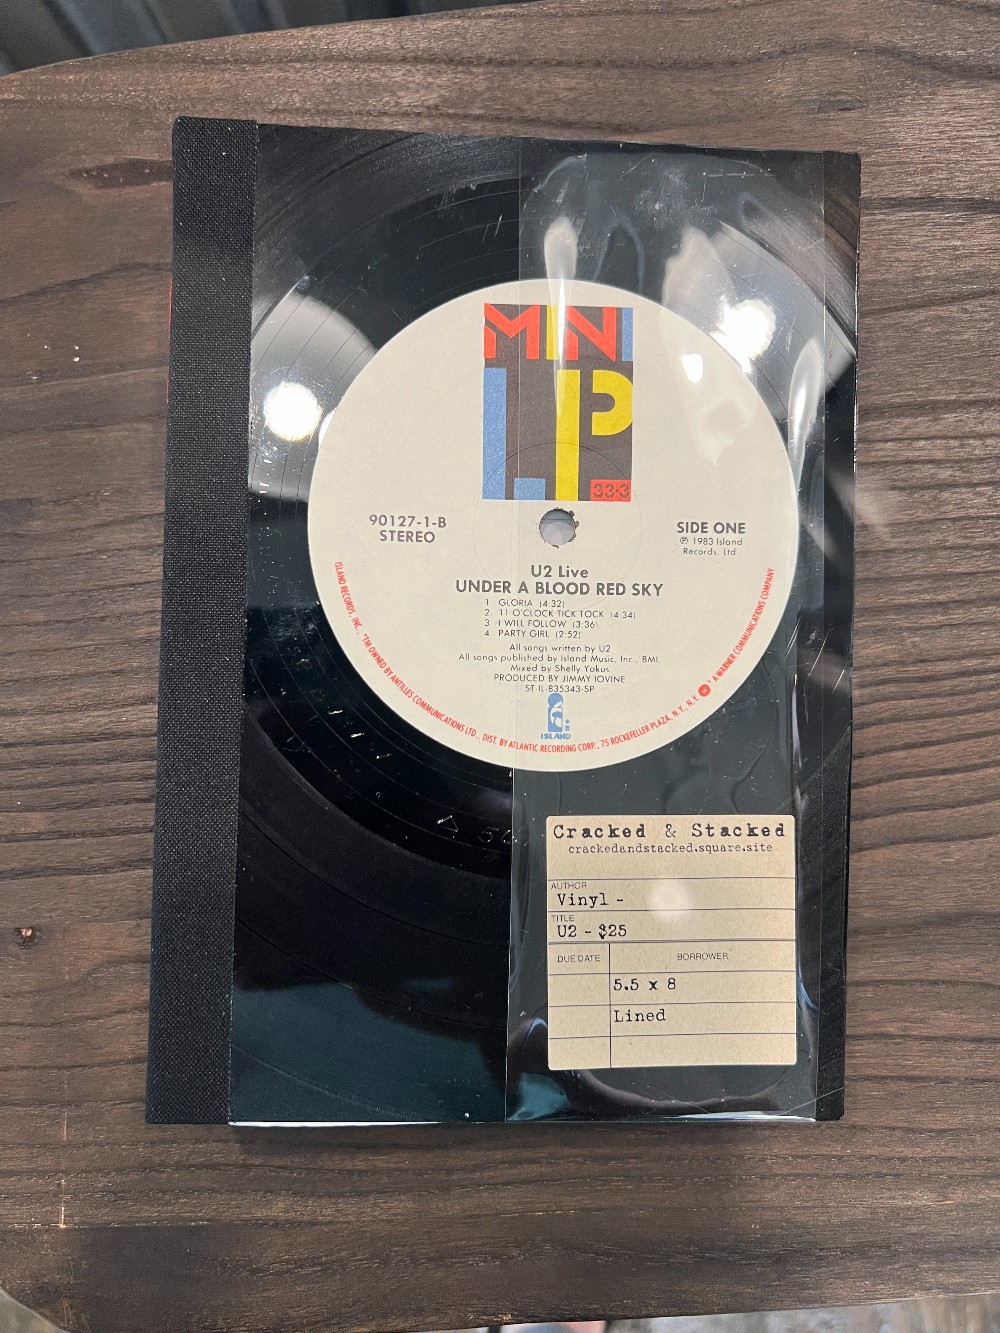 MINI
LP
33·3
90127-1-B
STEREO
SIDE ONE
℗ 1983 Island
Records, Ltd.
U2 Live
UNDER A BLOOD RED SKY
1 GLORIA (4:32)
2. 11 O'CLOCK TICK TOCK (4:34)
3 I WILL FOLLOW (3:36)
4. PARTY GIRL (2:52)
All songs written by U2
All songs published by Island Music, Inc., BMI.
Mixed by Shelly Yakus
PRODUCED BY JIMMY IOVINE
ST-IL-835343-SP
ISLAND
ISLAND RECORDS, INC., *TM OWNED BY ANTILLES COMMUNICATIONS LTD., DIST. BY ATLANTIC RECORDING CORP., 75 ROCKEFELLER PLAZA, N.Y., N.Y. * A WARNER COMMUNICATIONS COMPANY
Cracked & Stacked
crackedandstacked.square.site
AUTHOR
Vinyl -
TITLE
U2 - $25
DUE DATE BORROWER
5.5 x 8
Lined